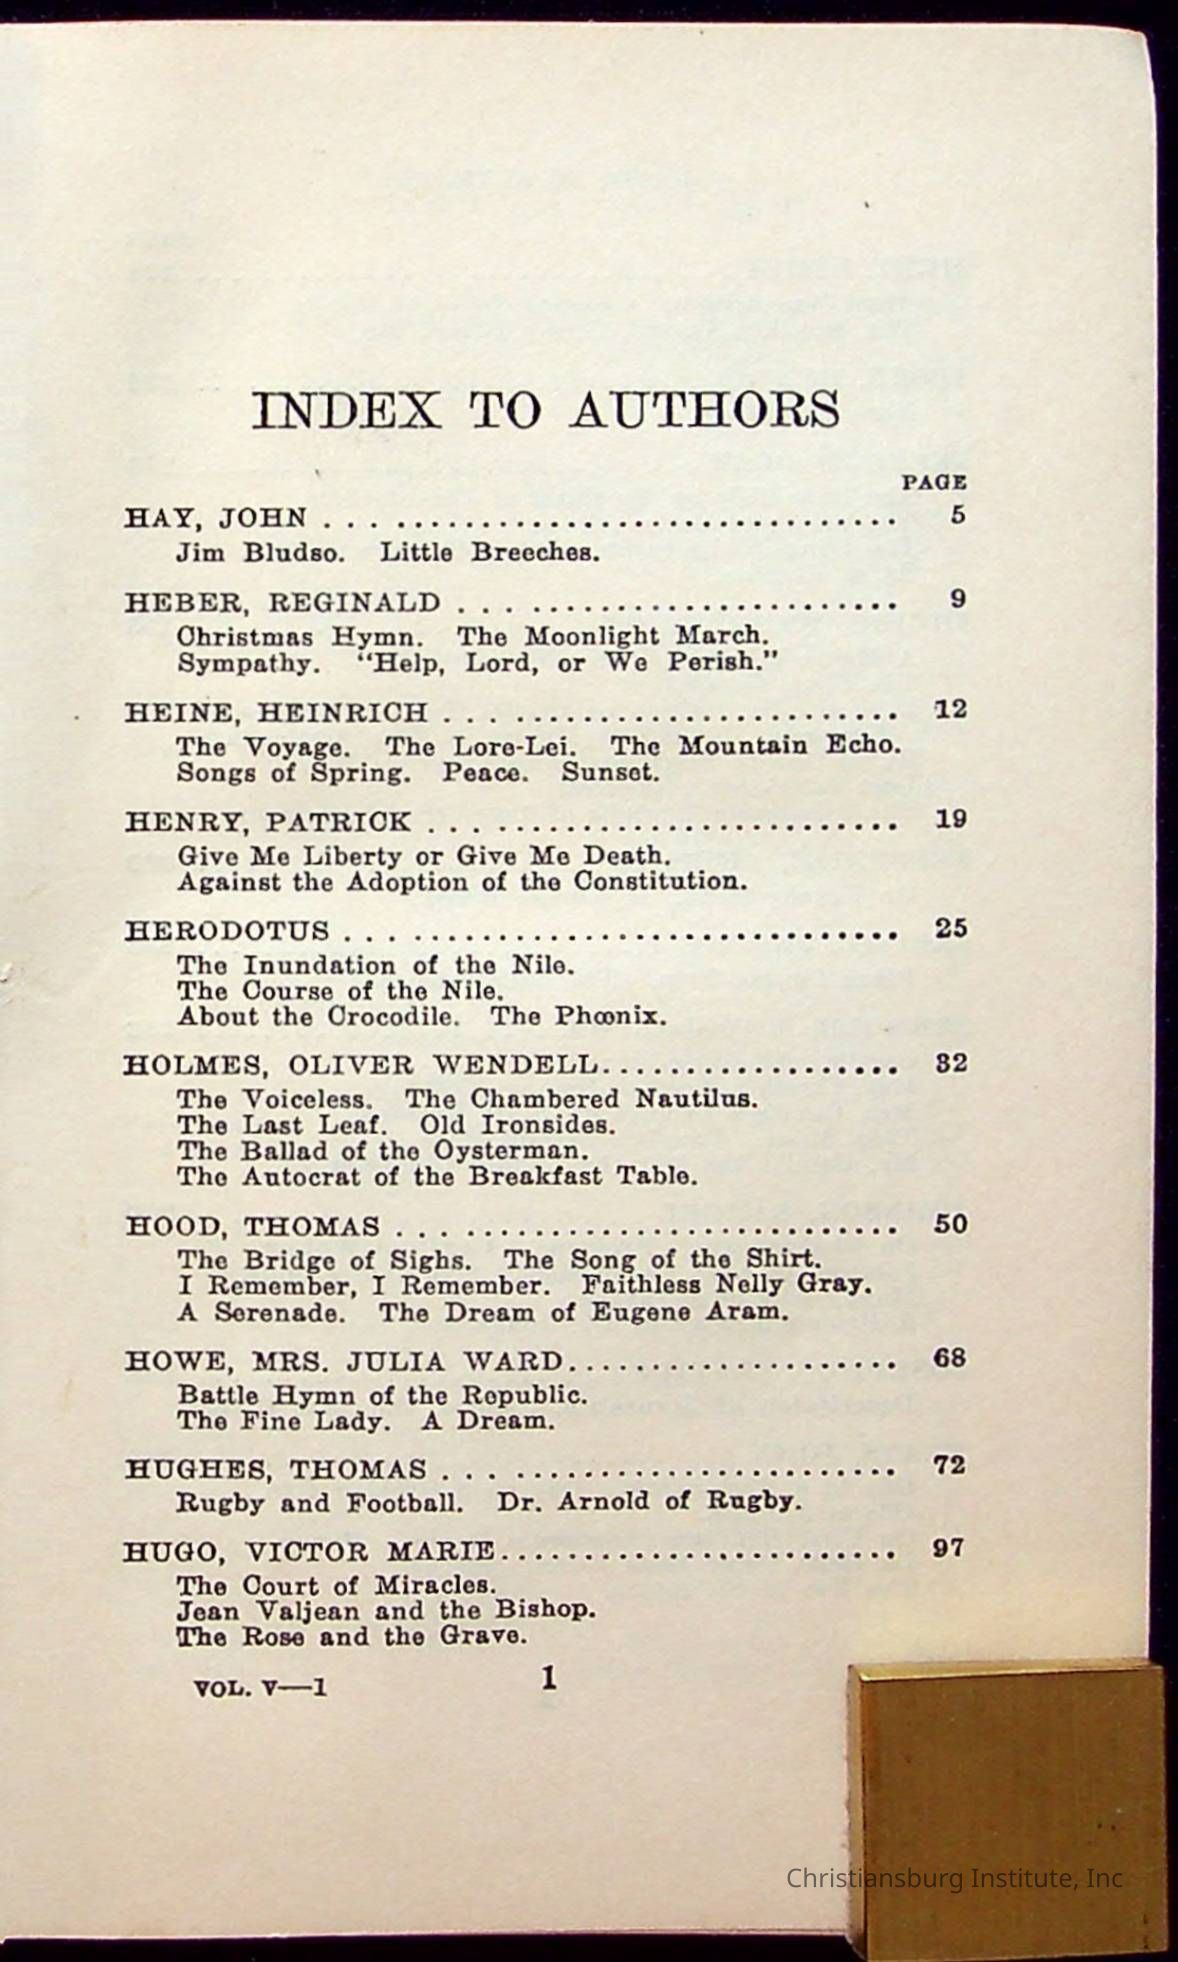 INDEX TO AUTHORS
PAGE
HAY, JOHN . . . .............................. 5
Jim Bludso. Little Breeches.
HEBER, REGINALD . . . ...................... 9
Christmas Hymn. The Moonlight March.
Sympathy. “Help, Lord, or We Perish.”
HEINE, HEINRICH . . . ....................... 12
The Voyage. The Lore-Lei. The Mountain Echo.
Songs of Spring. Peace. Sunset.
HENRY, PATRICK . . . ........................ 19
Give Me Liberty or Give Me Death.
Against the Adoption of the Constitution.
HERODOTUS . . . ............................. 25
The Inundation of the Nile.
The Course of the Nile.
About the Crocodile. The Phœnix.
HOLMES, OLIVER WENDELL.................. 32
The Voiceless. The Chambered Nautilus.
The Last Leaf. Old Ironsides.
The Ballad of the Oysterman.
The Autocrat of the Breakfast Table.
HOOD, THOMAS . . . .......................... 50
The Bridge of Sighs. The Song of the Shirt.
I Remember, I Remember. Faithless Nelly Gray.
A Serenade. The Dream of Eugene Aram.
HOWE, MRS. JULIA WARD.................... 68
Battle Hymn of the Republic.
The Fine Lady. A Dream.
HUGHES, THOMAS . . . ....................... 72
Rugby and Football. Dr. Arnold of Rugby.
HUGO, VICTOR MARIE........................ 97
The Court of Miracles.
Jean Valjean and the Bishop.
The Rose and the Grave.
VOL. V—1 1
Christiansburg Institute, Inc